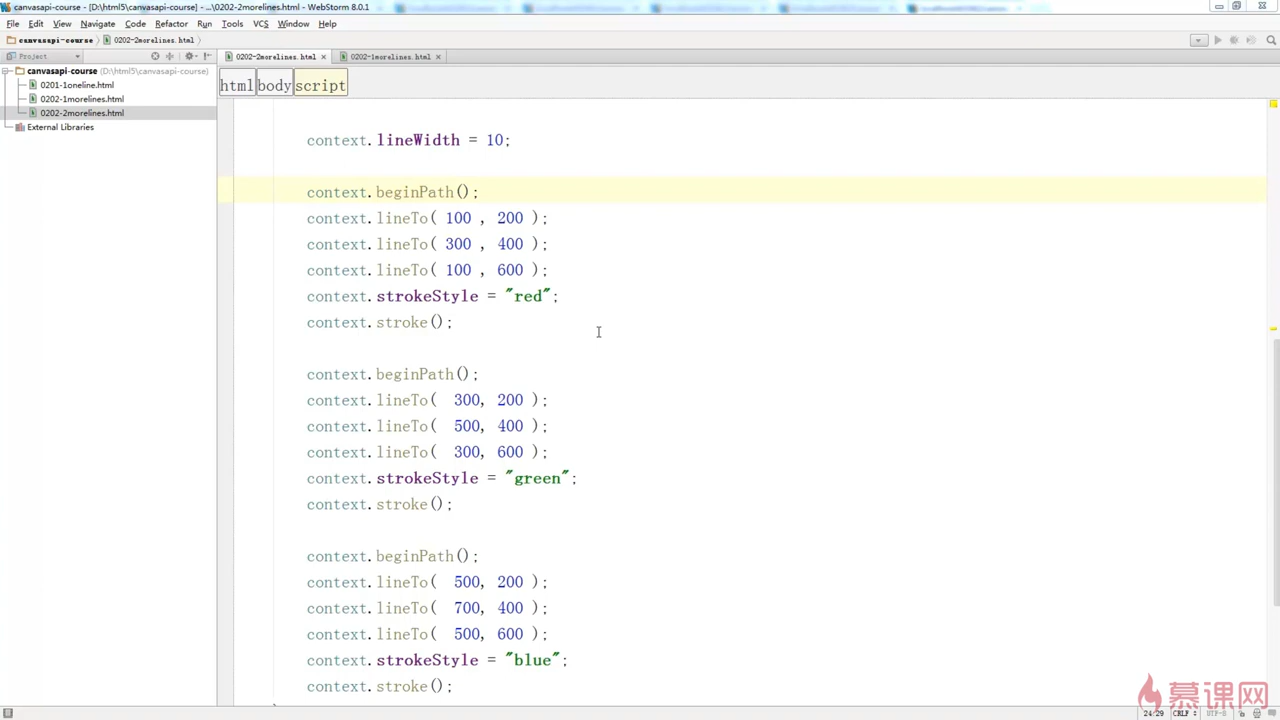 canvasapi-course - [D:\html5\canvasapi-course] - ...\0202-2morelines.html - WebStorm 8.0.1
File Edit View Navigate Code Refactor Run Tools VCS Window Help
canvasapi-course 0202-2morelines.html
Project
0202-2morelines.html 0202-1morelines.html
canvasapi-course (D:\html5\canvasapi-course)
0201-1oneline.html
0202-1morelines.html
0202-2morelines.html
External Libraries
html body script
context.lineWidth = 10;
context.beginPath();
context.lineTo( 100 , 200 );
context.lineTo( 300 , 400 );
context.lineTo( 100 , 600 );
context.strokeStyle = "red";
context.stroke();
context.beginPath();
context.lineTo(  300, 200 );
context.lineTo(  500, 400 );
context.lineTo(  300, 600 );
context.strokeStyle = "green";
context.stroke();
context.beginPath();
context.lineTo(  500, 200 );
context.lineTo(  700, 400 );
context.lineTo(  500, 600 );
context.strokeStyle = "blue";
context.stroke();
慕课网
24:29 CRLF UTF-8